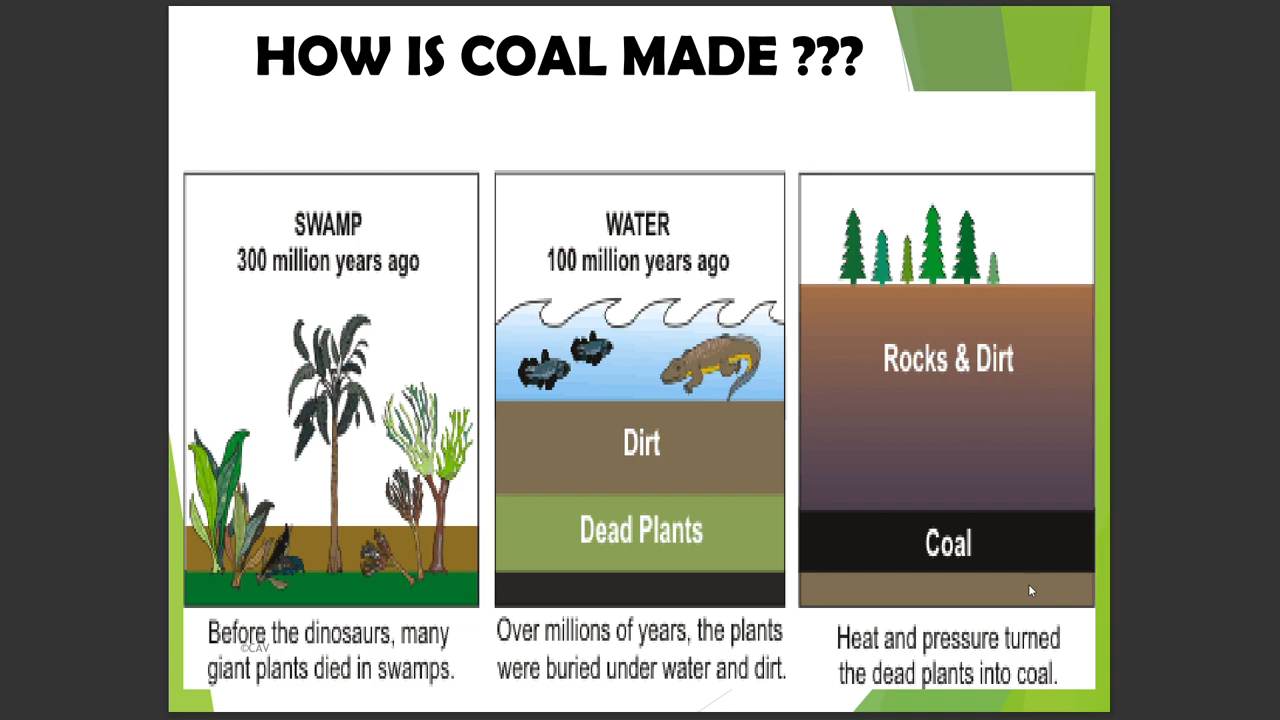 HOW IS COAL MADE ???
SWAMP
300 million years ago
Before the dinosaurs, many
giant plants died in swamps.
©CAV
WATER
100 million years ago
Dirt
Dead Plants
Over millions of years, the plants
were buried under water and dirt.
Rocks & Dirt
Coal
Heat and pressure turned
the dead plants into coal.